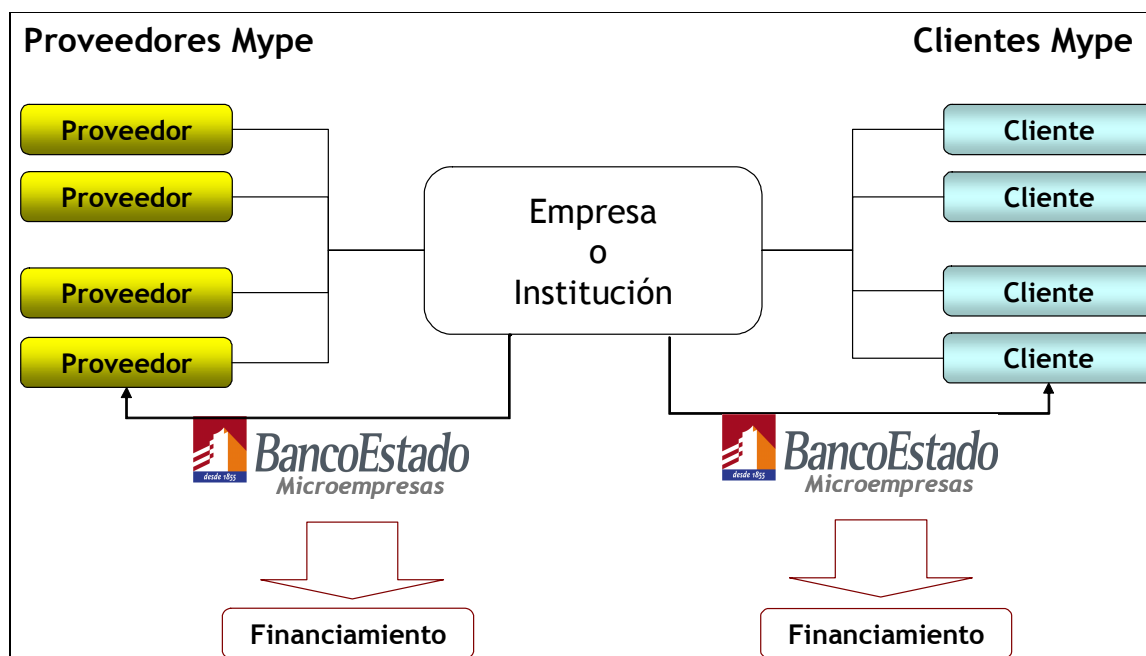 Proveedores Mype
Clientes Mype
Proveedor
Cliente
Proveedor
Cliente
Empresa
o
Institución
Proveedor
Cliente
Proveedor
Cliente
BancoEstado
Microempresas
desde 1855
BancoEstado
Microempresas
desde 1855
Financiamiento
Financiamiento